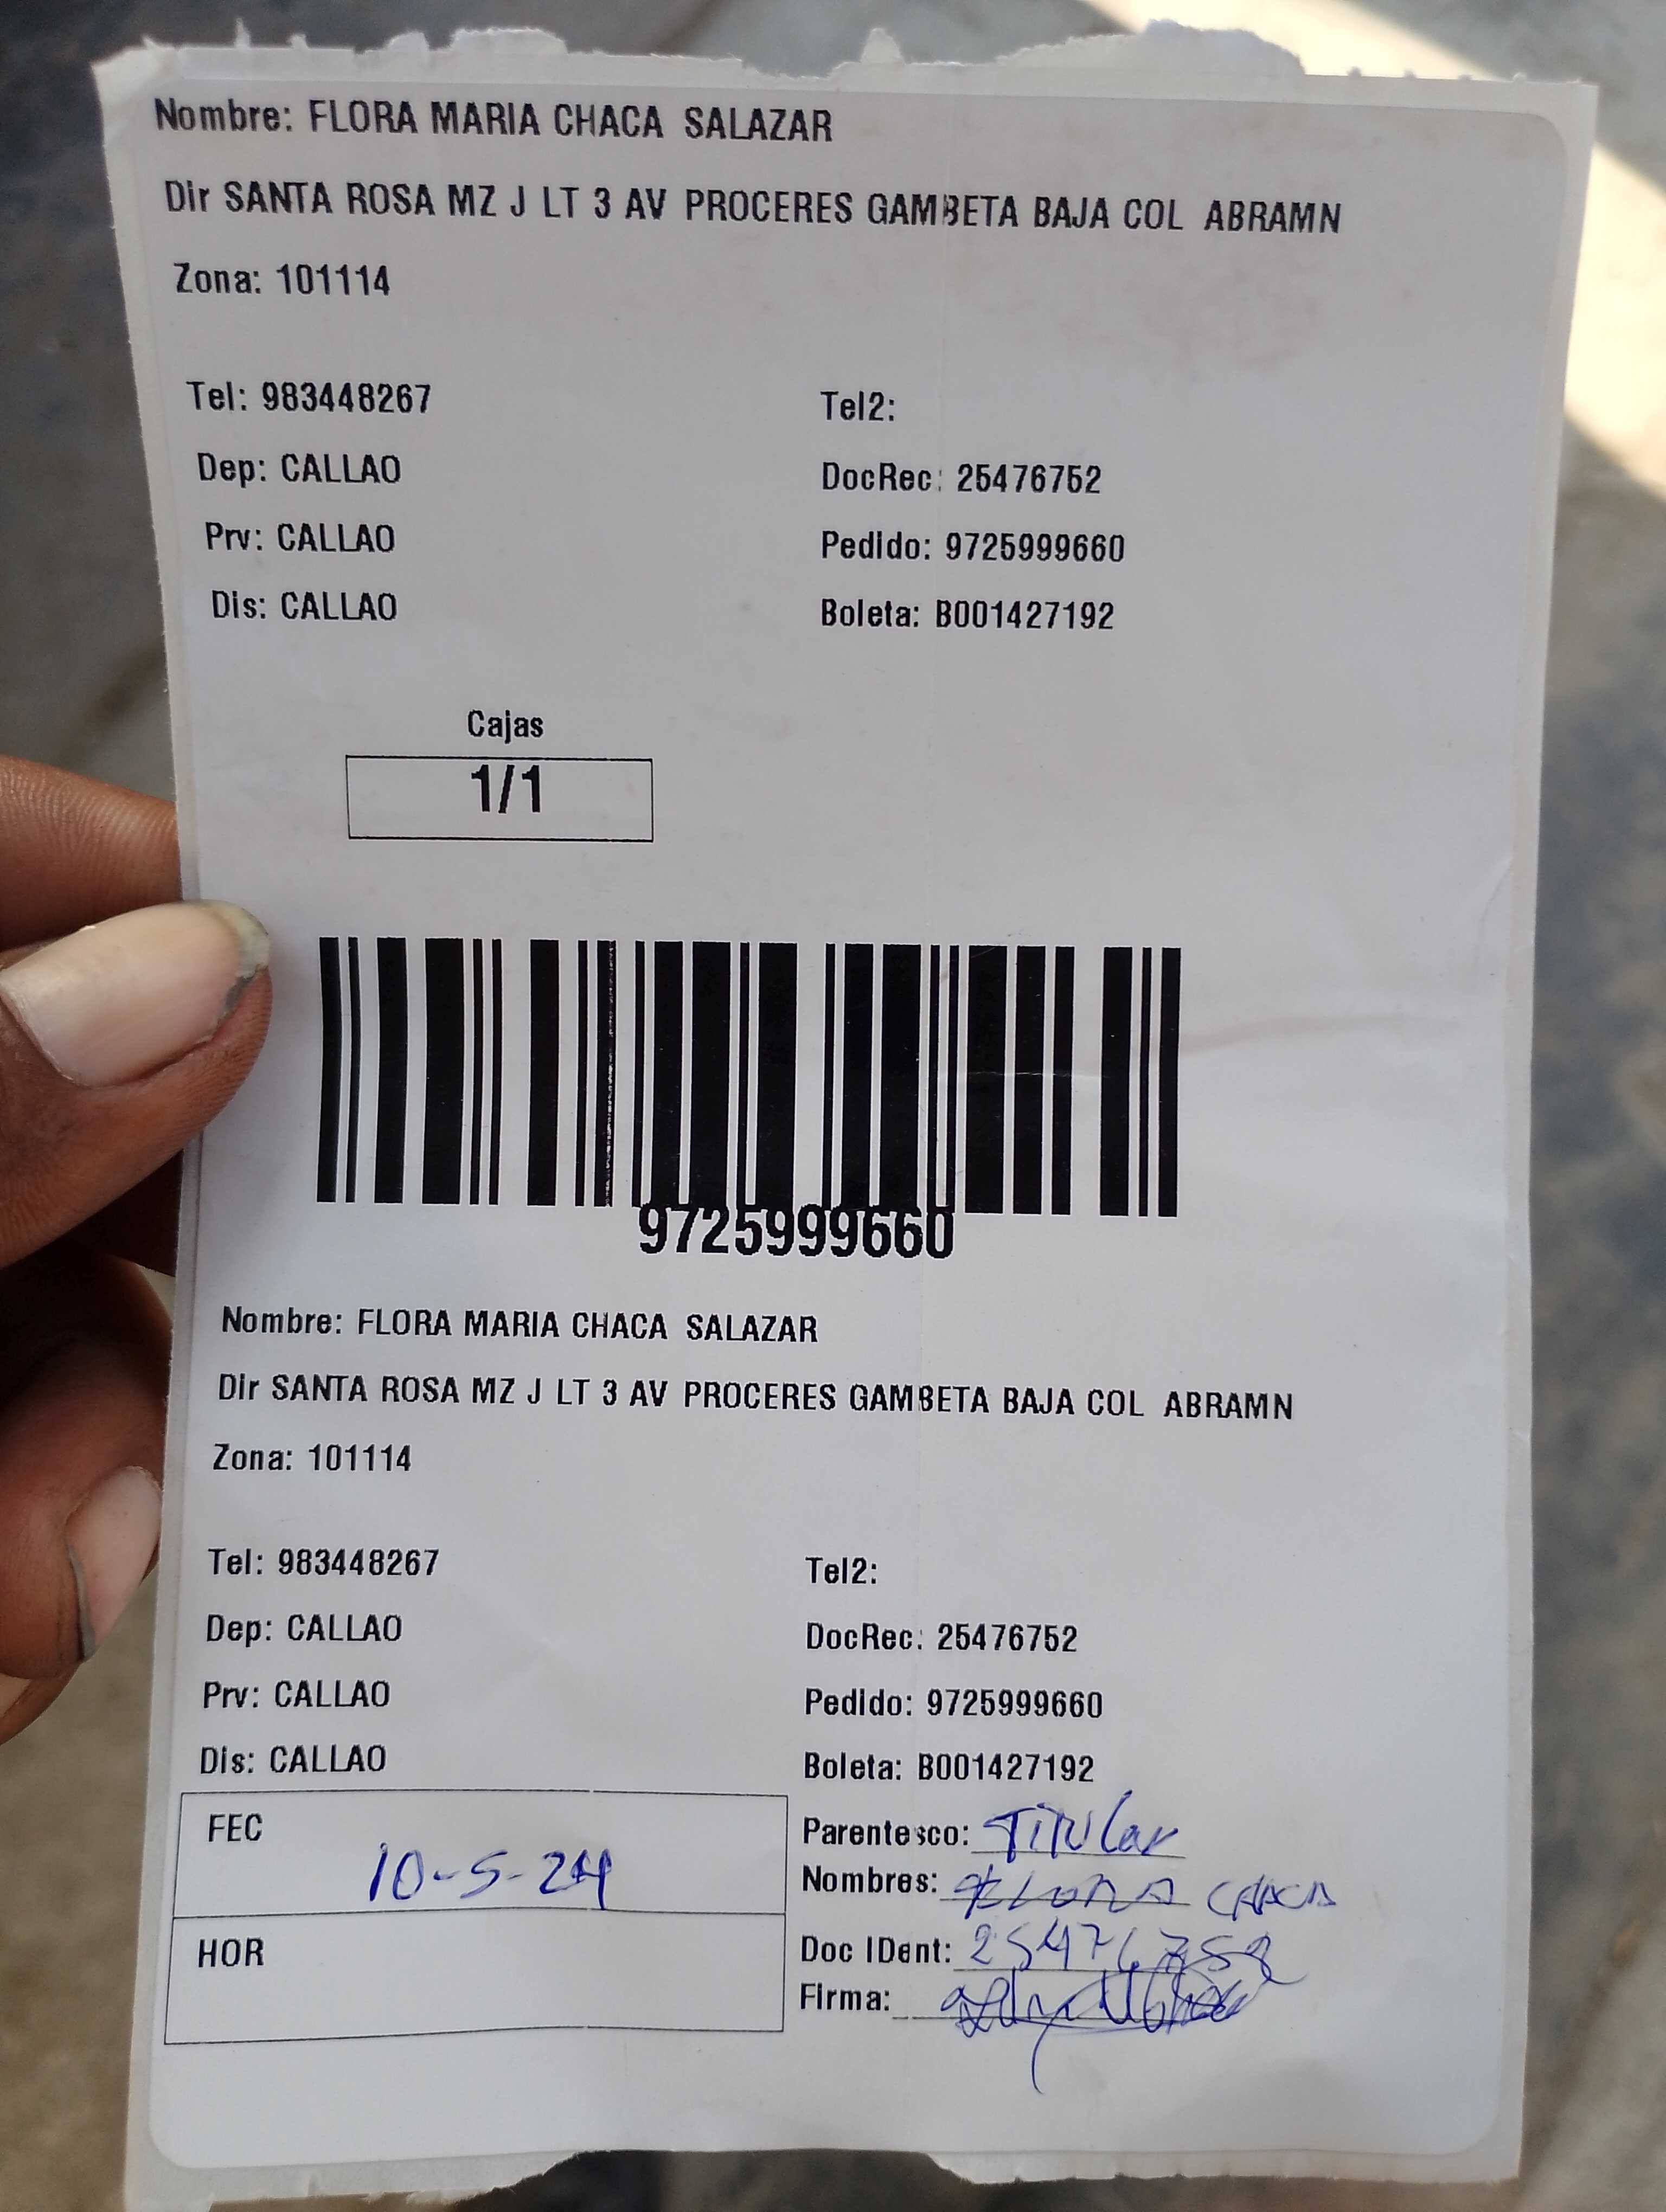 Nombre: FLORA MARIA CHACA SALAZAR
Dir SANTA ROSA MZ J LT 3 AV PROCERES GAMBETA BAJA COL ABRAMN
Zona: 101114
Tel: 983448267
Tel2:
Dep: CALLAO
DocRec: 25476752
Prv: CALLAO
Pedido: 9725999660
Dis: CALLAO
Boleta: B001427192
Cajas
1/1
9725999660
Nombre: FLORA MARIA CHACA SALAZAR
Dir SANTA ROSA MZ J LT 3 AV PROCERES GAMBETA BAJA COL ABRAMN
Zona: 101114
Tel: 983448267
Tel2:
Dep: CALLAO
DocRec: 25476752
Prv: CALLAO
Pedido: 9725999660
Dis: CALLAO
Boleta: B001427192
FEC
10-5-24
Parentesco: TiTular
Nombres: FLORA CHACA
HOR
Doc IDent: 25476752
Firma: